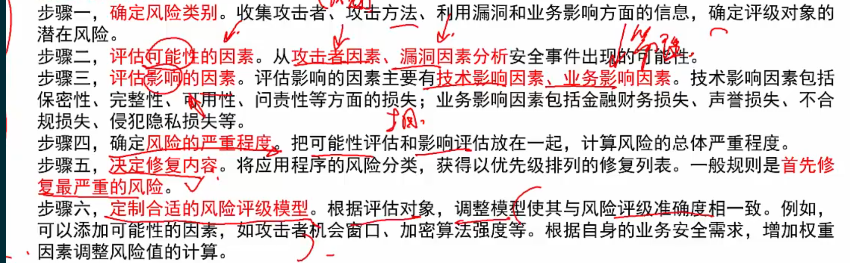 步骤一，确定风险类别。收集攻击者、攻击方法、利用漏洞和业务影响方面的信息，确定评级对象的
潜在风险。
步骤二，评估可能性的因素。从攻击者因素、漏洞因素分析安全事件出现的可能性。
步骤三，评估影响的因素。评估影响的因素主要有技术影响因素、业务影响因素。技术影响因素包括
保密性、完整性、可用性、问责性等方面的损失；业务影响因素包括金融财务损失、声誉损失、不合
规损失、侵犯隐私损失等。
步骤四，确定风险的严重程度。把可能性评估和影响评估放在一起，计算风险的总体严重程度。
步骤五，决定修复内容。将应用程序的风险分类，获得以优先级排列的修复列表。一般规则是首先修
复最严重的风险。
步骤六，定制合适的风险评级模型。根据评估对象，调整模型使其与风险评级准确度相一致。例如，
可以添加可能性的因素，如攻击者机会窗口、加密算法强度等。根据自身的业务安全需求，增加权重
因素调整风险值的计算。